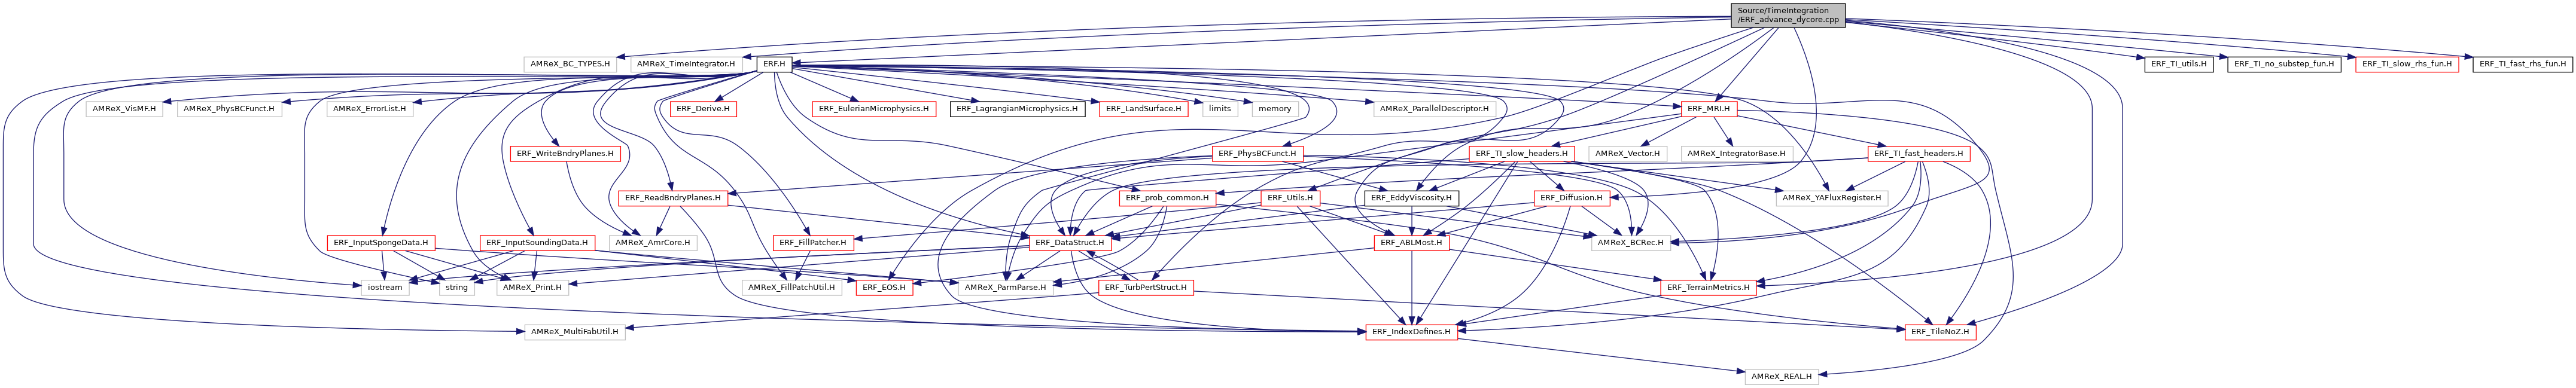 Source/TimeIntegration
/ERF_advance_dycore.cpp
AMReX_BC_TYPES.H
AMReX_TimeIntegrator.H
ERF.H
ERF_TI_utils.H
ERF_TI_no_substep_fun.H
ERF_TI_slow_rhs_fun.H
ERF_TI_fast_rhs_fun.H
AMReX_VisMF.H
AMReX_PhysBCFunct.H
AMReX_ErrorList.H
ERF_Derive.H
ERF_EulerianMicrophysics.H
ERF_LagrangianMicrophysics.H
ERF_LandSurface.H
limits
memory
AMReX_ParallelDescriptor.H
ERF_MRI.H
ERF_WriteBndryPlanes.H
ERF_PhysBCFunct.H
ERF_TI_slow_headers.H
AMReX_Vector.H
AMReX_IntegratorBase.H
ERF_TI_fast_headers.H
ERF_ReadBndryPlanes.H
ERF_prob_common.H
ERF_Utils.H
ERF_EddyViscosity.H
ERF_Diffusion.H
AMReX_YAFluxRegister.H
ERF_InputSpongeData.H
ERF_InputSoundingData.H
AMReX_AmrCore.H
ERF_FillPatcher.H
ERF_DataStruct.H
ERF_ABLMost.H
AMReX_BCRec.H
iostream
string
AMReX_Print.H
AMReX_FillPatchUtil.H
ERF_EOS.H
AMReX_ParmParse.H
ERF_TurbPertStruct.H
ERF_TerrainMetrics.H
AMReX_MultiFabUtil.H
ERF_IndexDefines.H
ERF_TileNoZ.H
AMReX_REAL.H